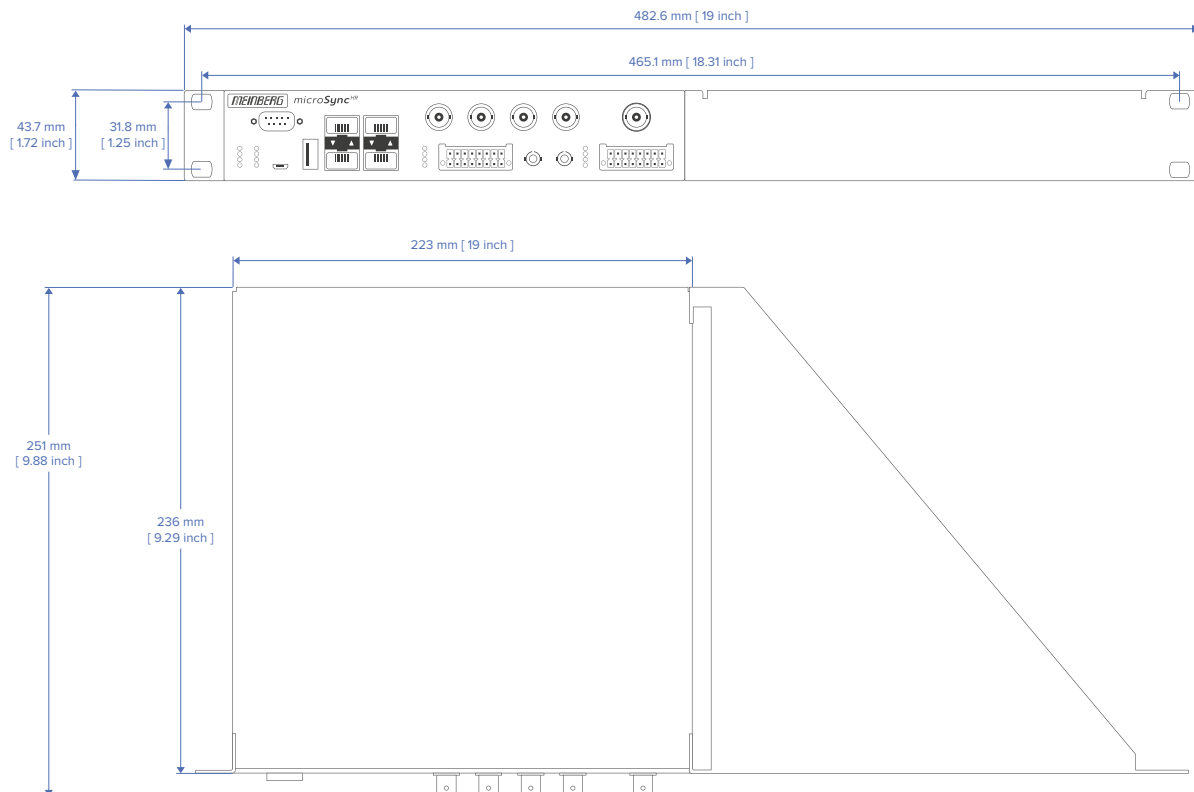 482.6 mm [ 19 inch ]
465.1 mm [ 18.31 inch ]
MEINBERG microSync HR
43.7 mm
[ 1.72 inch ]
31.8 mm
[ 1.25 inch ]
223 mm [ 19 inch ]
251 mm
[ 9.88 inch ]
236 mm
[ 9.29 inch ]